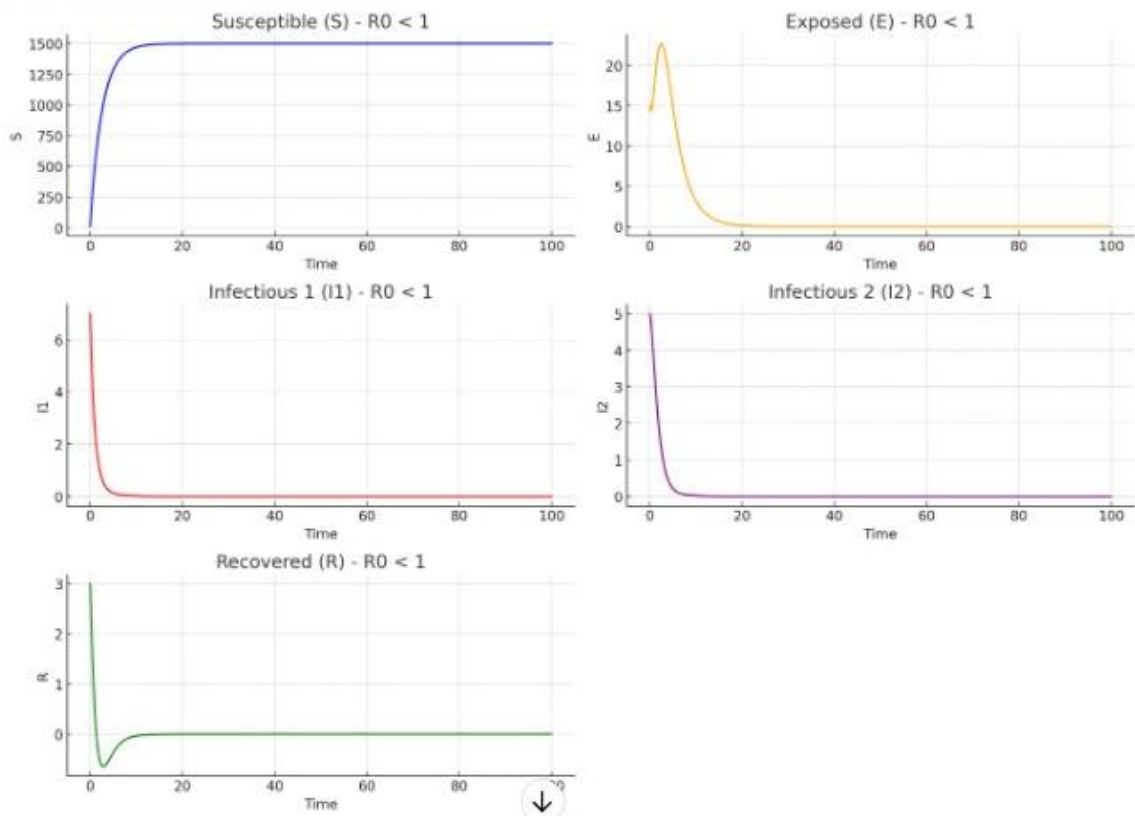 Susceptible (S) - R0 < 1
1500
1250
1000
750
500
250
0
S
0 20 40 60 80 100
Time
Exposed (E) - R0 < 1
20
15
10
5
0
E
0 20 40 60 80 100
Time
Infectious 1 (I1) - R0 < 1
6
4
2
0
I1
0 20 40 60 80 100
Time
Infectious 2 (I2) - R0 < 1
5
4
3
2
1
0
I2
0 20 40 60 80 100
Time
Recovered (R) - R0 < 1
3
2
1
0
R
0 20 40 60 80
Time